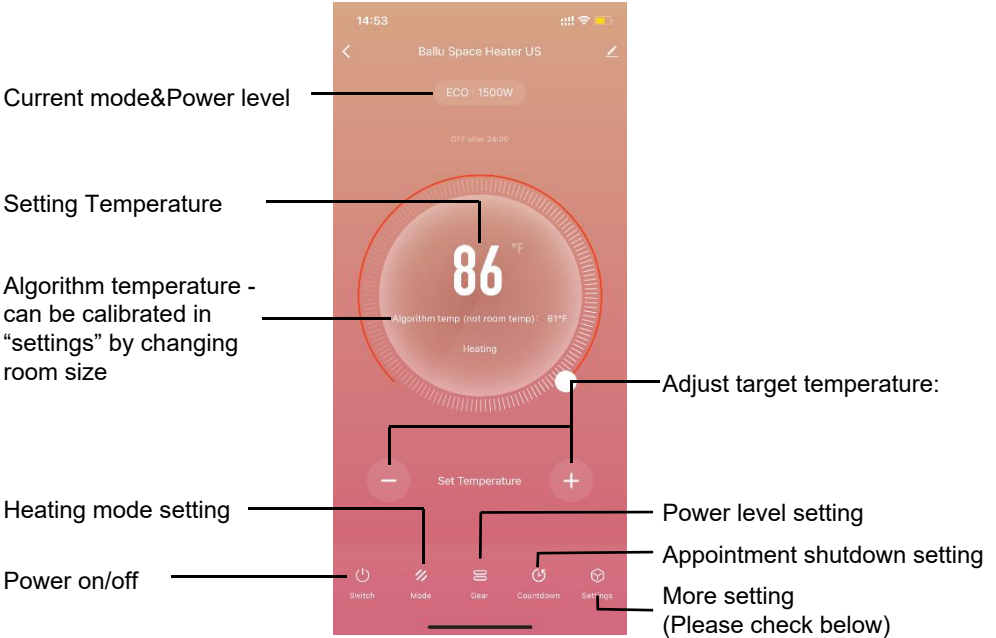 14:53
Ballu Space Heater US
Current mode&Power level
ECO | 1500W
OFF after 24:00
Setting Temperature
86 °F
Algorithm temperature -
can be calibrated in
“settings” by changing
room size
Algorithm temp (not room temp): 81°F
Heating
Adjust target temperature:
Set Temperature
Heating mode setting
Power level setting
Appointment shutdown setting
Power on/off
Switch
Mode
Gear
Countdown
Settings
More setting
(Please check below)